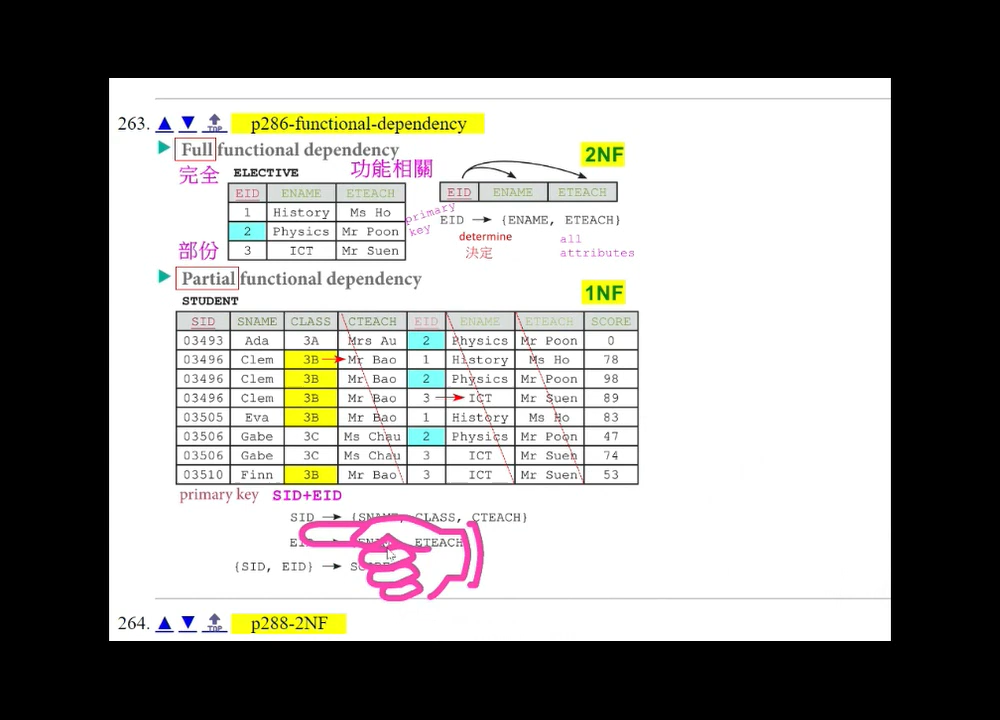 263. TOP p286-functional-dependency
Full functional dependency
完全 功能相關
2NF
ELECTIVE
EID ENAME ETEACH
1 History Ms Ho
2 Physics Mr Poon
3 ICT Mr Suen
primary key
EID ENAME ETEACH
EID → {ENAME, ETEACH}
determine all
決定 attributes
部份
Partial functional dependency
1NF
STUDENT
SID SNAME CLASS CTEACH EID ENAME ETEACH SCORE
03493 Ada 3A Mrs Au 2 Physics Mr Poon 0
03496 Clem 3B Mr Bao 1 History Ms Ho 78
03496 Clem 3B Mr Bao 2 Physics Mr Poon 98
03496 Clem 3B Mr Bao 3 ICT Mr Suen 89
03505 Eva 3B Mr Bao 1 History Ms Ho 83
03506 Gabe 3C Ms Chau 2 Physics Mr Poon 47
03506 Gabe 3C Ms Chau 3 ICT Mr Suen 74
03510 Finn 3B Mr Bao 3 ICT Mr Suen 53
primary key SID+EID
SID → {SNAME, CLASS, CTEACH}
ETEACH
{SID, EID} →
264. TOP p288-2NF